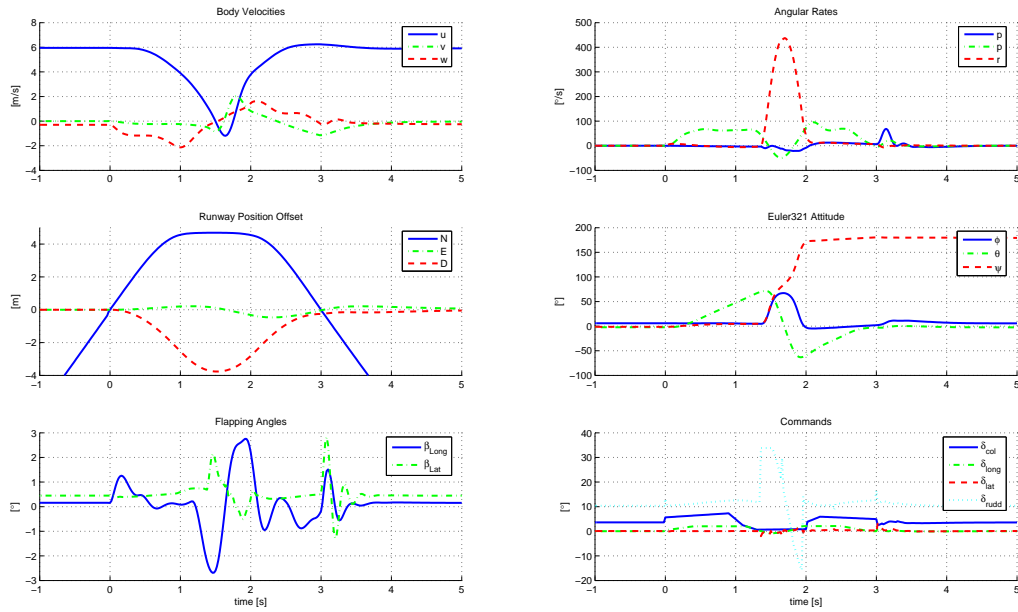 Body Velocities
8
6
4
2
0
−2
−4
[m/s]
−1 0 1 2 3 4 5
u
v
w
Angular Rates
500
400
300
200
100
0
−100
[°/s]
−1 0 1 2 3 4 5
p
p
r
Runway Position Offset
4
2
0
−2
−4
[m]
−1 0 1 2 3 4 5
N
E
D
Euler321 Attitude
200
150
100
50
0
−50
−100
[°]
−1 0 1 2 3 4 5
ϕ
θ
ψ
Flapping Angles
3
2
1
0
1
2
3
[°]
−1 0 1 2 3 4 5
time [s]
β_Long
β_Lat
Commands
40
30
20
10
0
−10
−20
[°]
−1 0 1 2 3 4 5
time [s]
δ_col
δ_long
δ_lat
δ_rudd